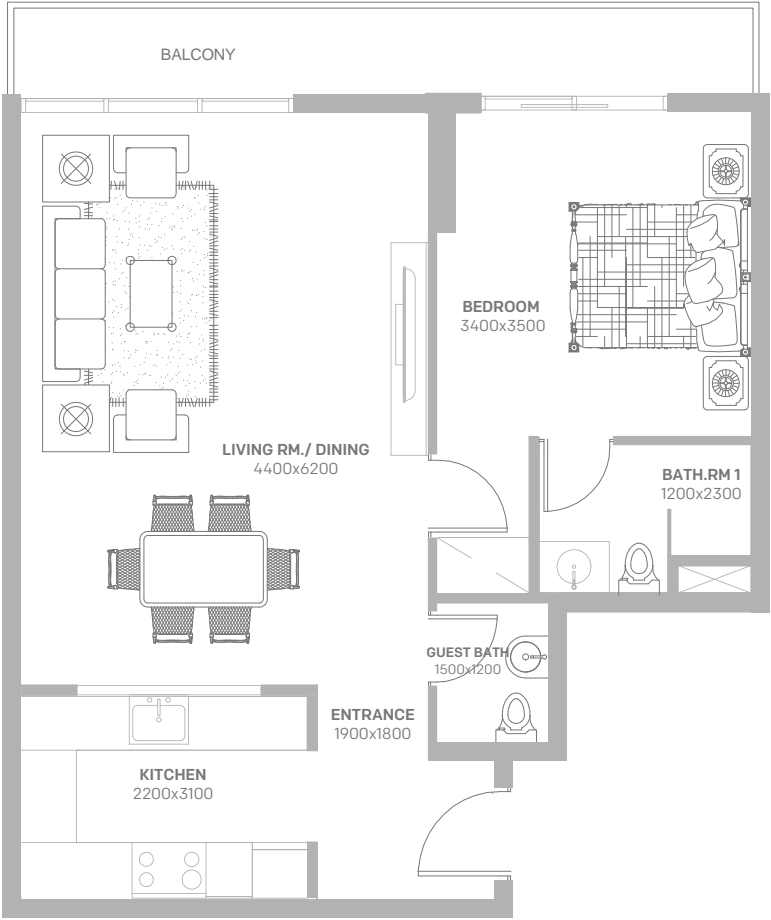 BALCONY
BEDROOM
3400x3500
LIVING RM./ DINING
4400x6200
BATH.RM 1
1200x2300
GUEST BATH
1500x1200
ENTRANCE
1900x1800
KITCHEN
2200x3100